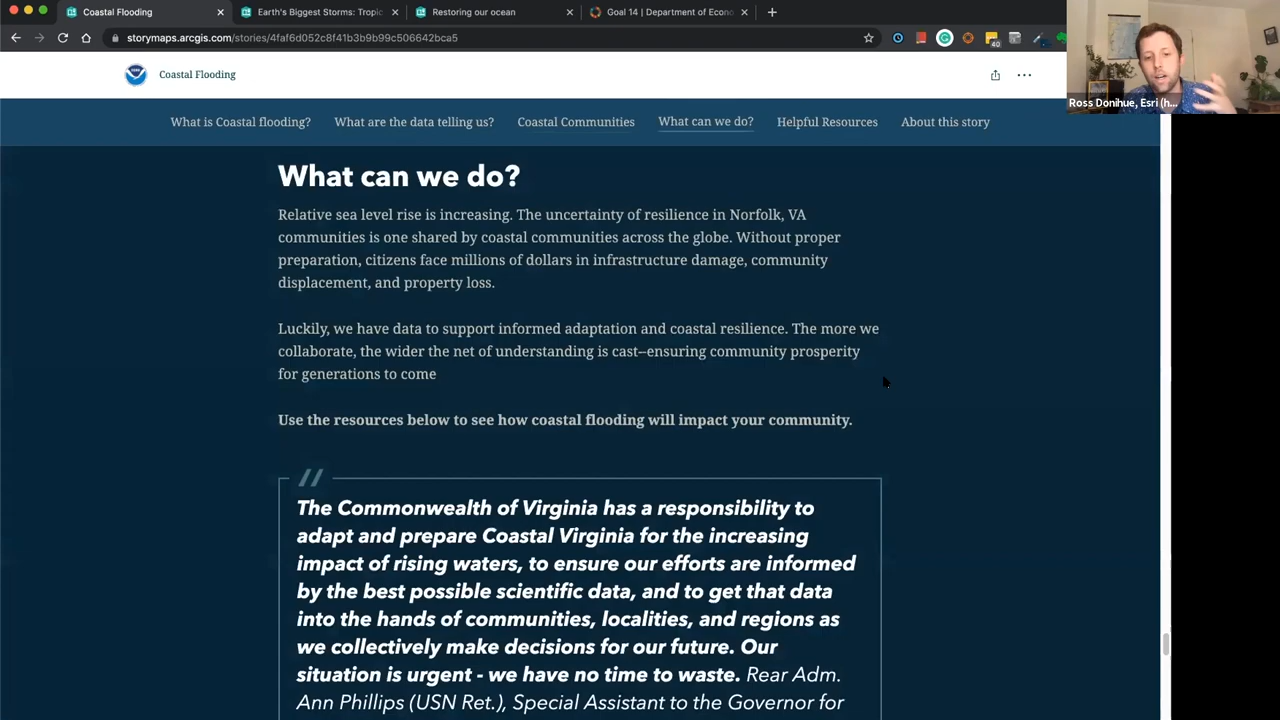 Coastal Flooding
Earth's Biggest Storms: Tropic
Restoring our ocean
Goal 14 | Department of Econo
storymaps.arcgis.com/stories/4faf6d052c8f41b3b9b99c506642bca5
40
Ross Donihue, Esri (h...
Coastal Flooding
What is Coastal flooding?
What are the data telling us?
Coastal Communities
What can we do?
Helpful Resources
About this story
What can we do?
Relative sea level rise is increasing. The uncertainty of resilience in Norfolk, VA
communities is one shared by coastal communities across the globe. Without proper
preparation, citizens face millions of dollars in infrastructure damage, community
displacement, and property loss.
Luckily, we have data to support informed adaptation and coastal resilience. The more we
collaborate, the wider the net of understanding is cast--ensuring community prosperity
for generations to come
Use the resources below to see how coastal flooding will impact your community.
The Commonwealth of Virginia has a responsibility to
adapt and prepare Coastal Virginia for the increasing
impact of rising waters, to ensure our efforts are informed
by the best possible scientific data, and to get that data
into the hands of communities, localities, and regions as
we collectively make decisions for our future. Our
situation is urgent - we have no time to waste. Rear Adm.
Ann Phillips (USN Ret.), Special Assistant to the Governor for